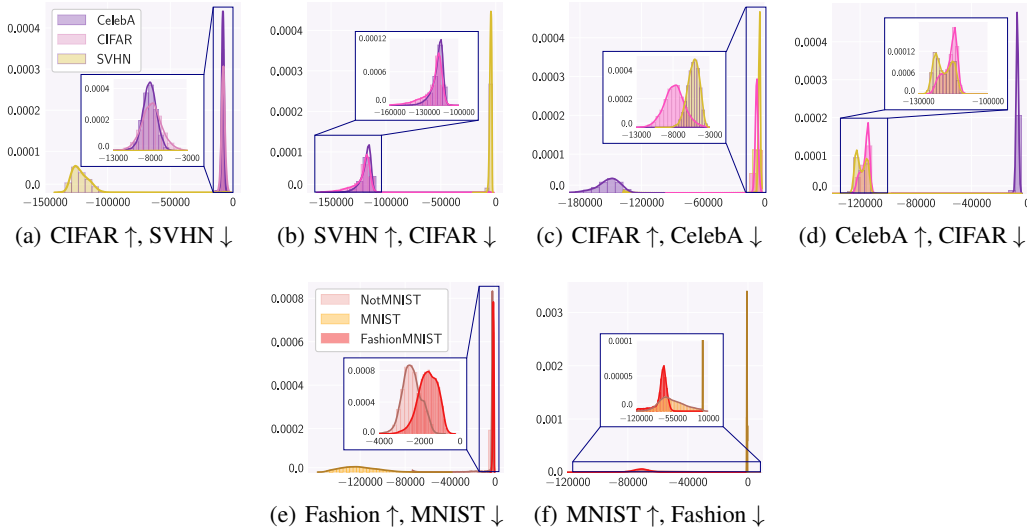 0.0004
0.0003
0.0002
0.0001
0.0
CelebA
CIFAR
SVHN
0.0004
0.0002
0.0
−13000 −8000 −3000
−150000 −100000 −50000 0
(a) CIFAR ↑, SVHN ↓
0.0004
0.0003
0.0002
0.0001
0.0
0.00012
0.00006
0.0
−160000 −130000 −100000
−150000 −100000 −50000 0
(b) SVHN ↑, CIFAR ↓
0.0004
0.0003
0.0002
0.0001
0.0
0.0004
0.0002
0.0
−13000 −8000 −3000
−180000 −120000 −60000 0
(c) CIFAR ↑, CelebA ↓
0.0004
0.0003
0.0002
0.0001
0.0
0.00012
0.0006
0.0
−130000 −100000
−120000 −80000 −40000 0
(d) CelebA ↑, CIFAR ↓
0.0008
0.0006
0.0004
0.0002
0.0
NotMNIST
MNIST
FashionMNIST
0.0008
0.0004
0.0
−4000 −2000 0
−120000 −80000 −40000 0
(e) Fashion ↑, MNIST ↓
0.003
0.002
0.001
0.0
0.0001
0.00005
0.0
−120000 −55000 10000
−120000 −80000 −40000 0
(f) MNIST ↑, Fashion ↓